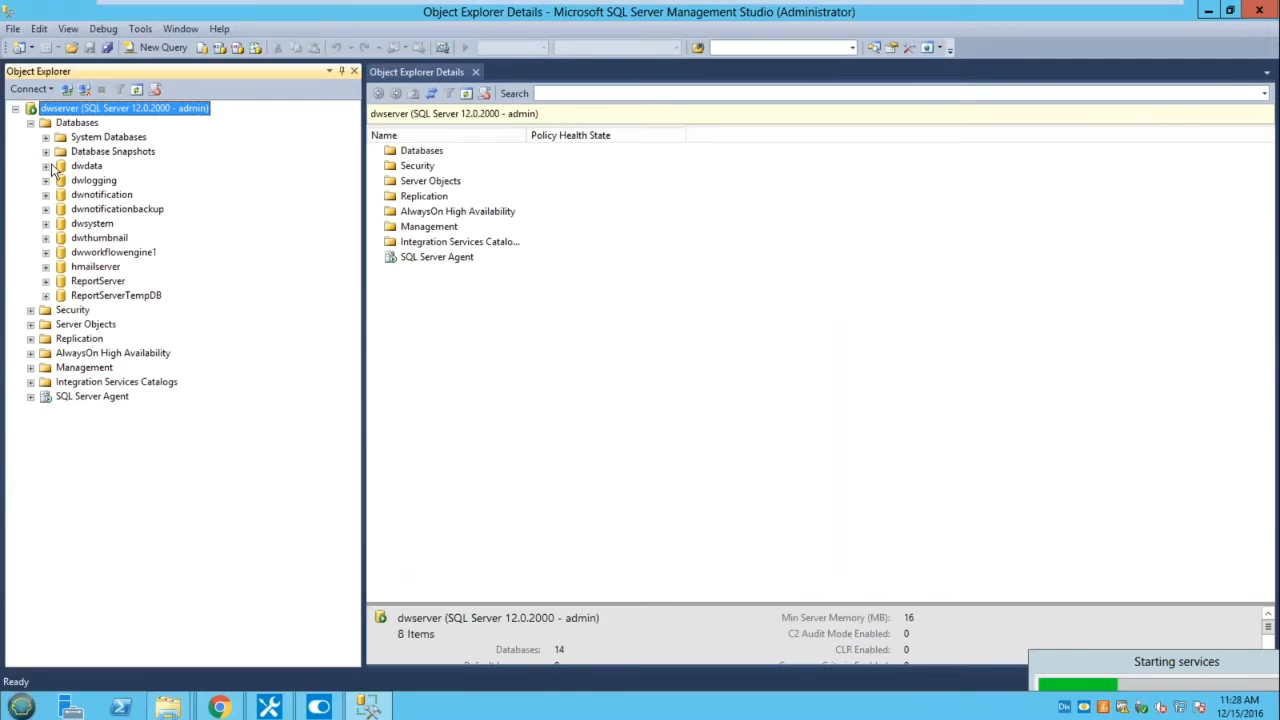 Object Explorer Details - Microsoft SQL Server Management Studio (Administrator)
File Edit View Debug Tools Window Help
New Query
Object Explorer
Connect
dwserver (SQL Server 12.0.2000 - admin)
Databases
System Databases
Database Snapshots
dwdata
dwlogging
dwnotification
dwnotificationbackup
dwsystem
dwthumbnail
dwworkflowengine1
hmailserver
ReportServer
ReportServerTempDB
Security
Server Objects
Replication
AlwaysOn High Availability
Management
Integration Services Catalogs
SQL Server Agent
Object Explorer Details
Search
dwserver (SQL Server 12.0.2000 - admin)
Name Policy Health State
Databases
Security
Server Objects
Replication
AlwaysOn High Availability
Management
Integration Services Catalo...
SQL Server Agent
dwserver (SQL Server 12.0.2000 - admin)
8 Items
Databases: 14
Min Server Memory (MB): 16
C2 Audit Mode Enabled: 0
CLR Enabled: 0
Starting services
Ready
11:28 AM
12/15/2016